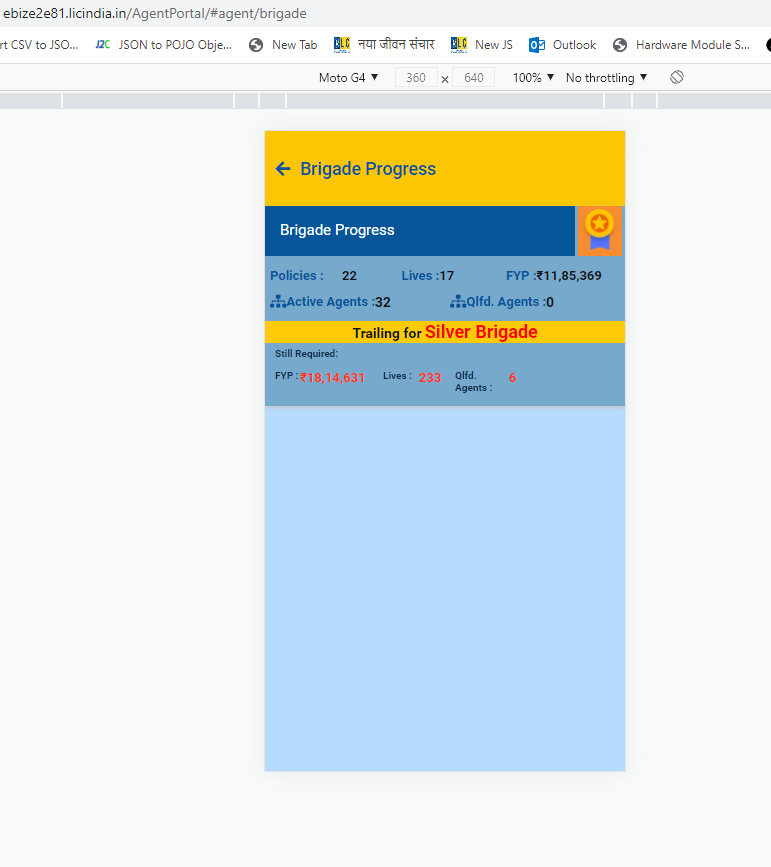 ebize2e81.licindia.in/AgentPortal/#agent/brigade
rt CSV to JSO... J2C JSON to POJO Obje... New Tab नया जीवन संचार New JS Outlook Hardware Module S...
Moto G4 ▼ 360 x 640 100% ▼ No throttling ▼
Brigade Progress
Brigade Progress
Policies : 22 Lives :17 FYP :₹11,85,369
Active Agents :32 Qlfd. Agents :0
Trailing for Silver Brigade
Still Required:
FYP :₹18,14,631 Lives : 233 Qlfd. 6
Agents :